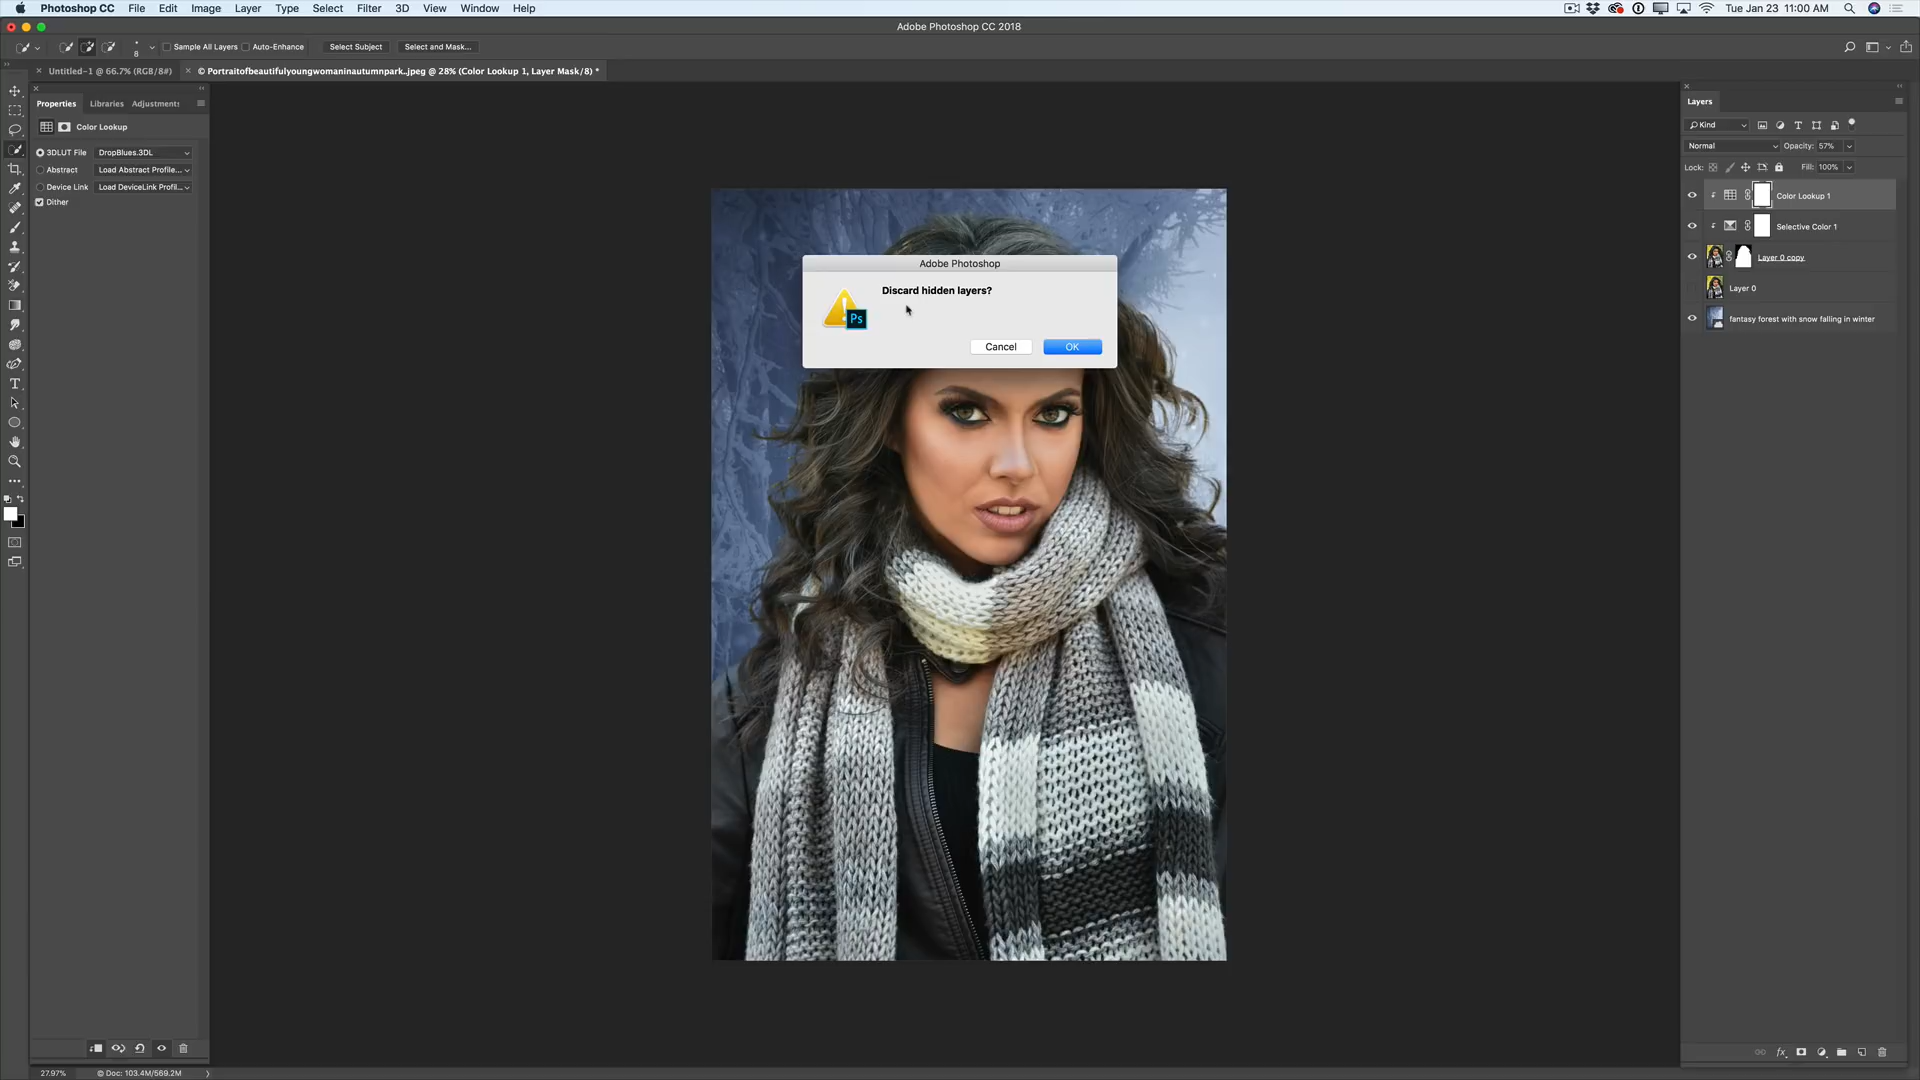 Photoshop CC File Edit Image Layer Type Select Filter 3D View Window Help Tue Jan 23 11:00 AM
Adobe Photoshop CC 2018
8 Sample All Layers Auto-Enhance Select Subject Select and Mask...
Untitled-1 @ 66.7% (RGB/8#) © Portraitofbeautifulyoungwomaninautumnpark..jpeg @ 28% (Color Lookup 1, Layer Mask/8) *
Properties Libraries Adjustments
Color Lookup
3DLUT File DropBlues.3DL
Abstract Load Abstract Profile...
Device Link Load DeviceLink Profil...
Dither
Adobe Photoshop
Discard hidden layers?
Ps
Cancel OK
Layers
Kind
Normal Opacity: 57%
Lock: Fill: 100%
Color Lookup 1
Selective Color 1
Layer 0 copy
Layer 0
fantasy forest with snow falling in winter
fx
27.97% © Doc: 103.4M/569.2M